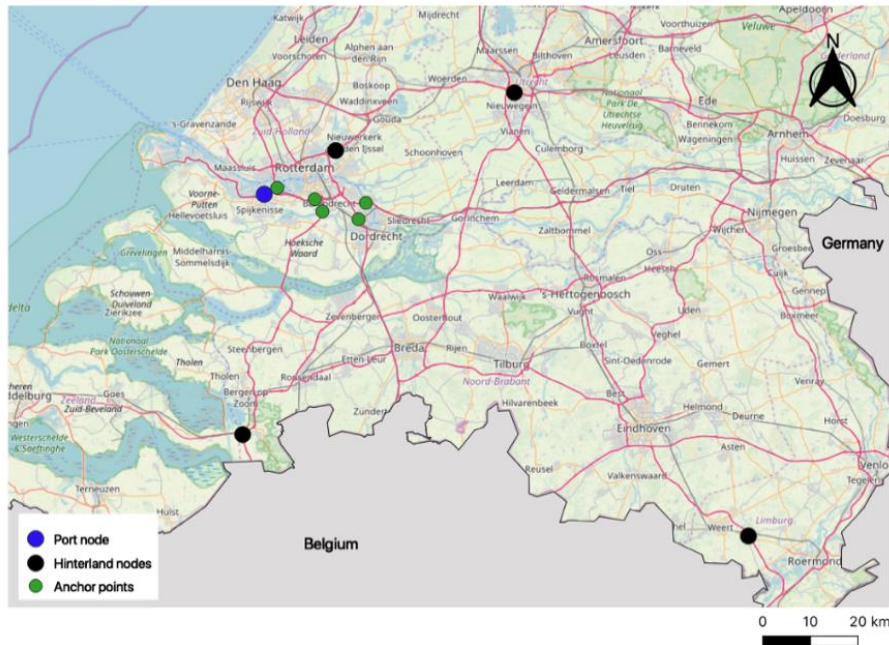 Katwijk
Leiden
Voorschoten
Alphen aan
den Rijn
Mijdrecht
Maarssen
Bilthoven
Amersfoort
Leusden
Voorthuizen
Barneveld
Apeldoorn
Veluwe
N
Gelderland
Den Haag
Rijswijk
Boskoop
Waddinxveen
Woerden
Utrecht
Nieuwegein
Nationaal
Park De
Utrechtse
Heuvelrug
Ede
Doesburg
's-Gravenzande
Zuid-Holland
Gouda
Vianen
Bennekom
Wageningen
Arnhem
Nieuwerkerk
den IJssel
Schoonhoven
Culemborg
Huissen
Zevenaar
Maassluis
Rotterdam
Leerdam
Geldermalsen
Tiel
Druten
Voorne-
Putten
Hellevoetsluis
Spijkenisse
Sliedrecht
Gorinchem
Zaltbommel
Nijmegen
Wijchen
Groesbeek
Germany
Dordrecht
Hoeksche
Waard
Grevelingen
Middelharnis-
Sommelsdijk
Oss
Heesch
Cuijk
Rosmalen
's-Hertogenbosch
Gennep
Schouwen-
Duiveland
Zierikzee
Waalwijk
Vught
Uden
Boxmeer
Zevenbergen
Oosterhout
Veghel
Nationaal
Park Oosterschelde
Tholen
Steenbergen
Breda
Rijen
Tilburg
Boxtel
Sint-Oedenrode
Gemert
Etten-Leur
Tholen
Roosendaal
Noord-Brabant
Venray
Goes
Zeeland
Zuid-Beveland
Bergen op
Zoom
Zundert
Hilvarenbeek
Best
Helmond
Deurne
Horst
Eindhoven
Westerschelde
& Saeftinghe
Reusel
Asten
Venlo
Tegelen
Terneuzen
Valkenswaard
Hulst
Weert
Limburg
Belgium
Roermond
Port node
Hinterland nodes
Anchor points
0 10 20 km